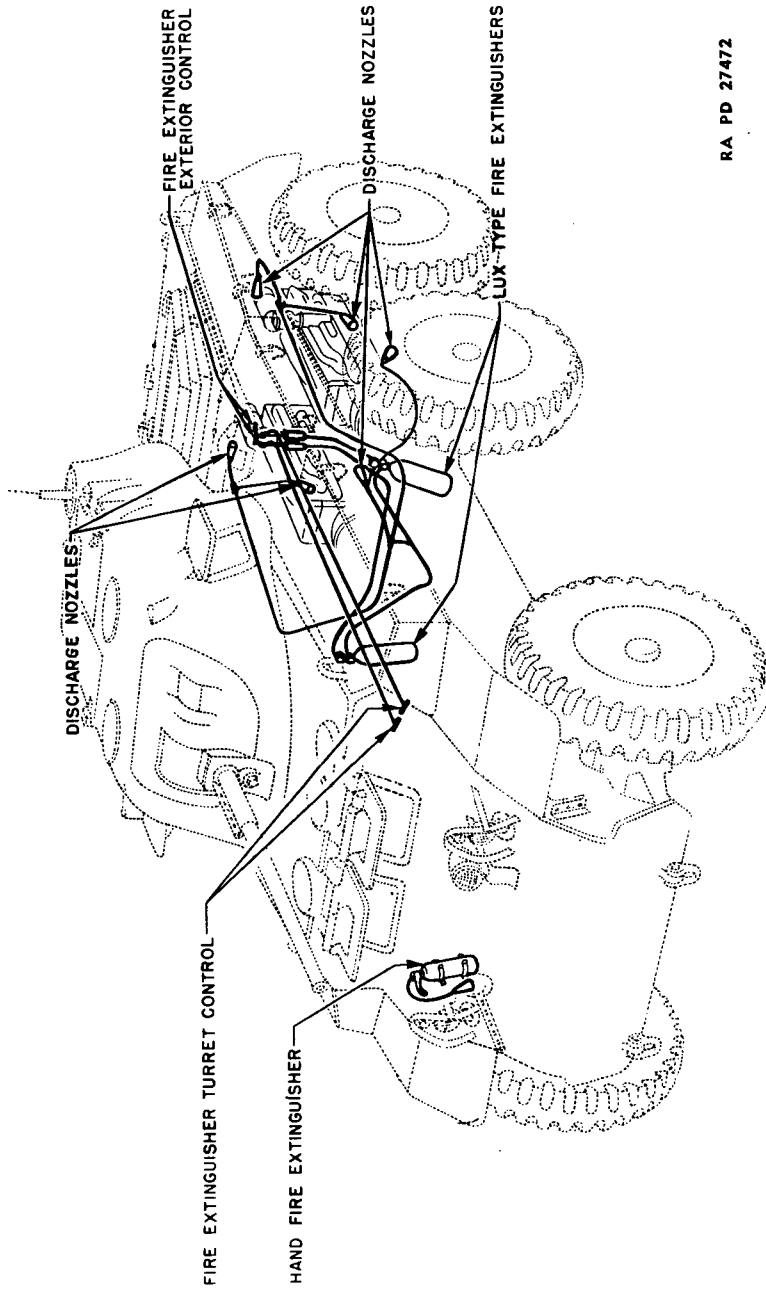 FIRE EXTINGUISHER
EXTERIOR CONTROL
DISCHARGE NOZZLES
DISCHARGE NOZZLES
LUX-TYPE FIRE EXTINGUISHERS
FIRE EXTINGUISHER TURRET CONTROL
HAND FIRE EXTINGUISHER
RA PD 27472